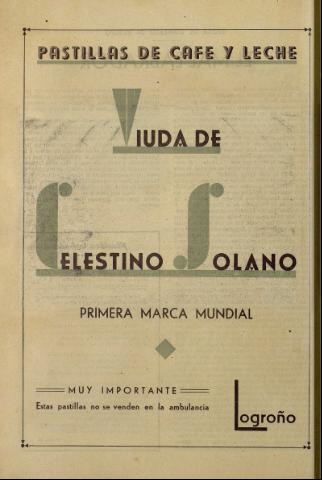 PASTILLAS DE CAFE Y LECHE
VIUDA DE
CELESTINO SOLANO
PRIMERA MARCA MUNDIAL
MUY IMPORTANTE
Estas pastillas no se venden en la ambulancia
Logroño